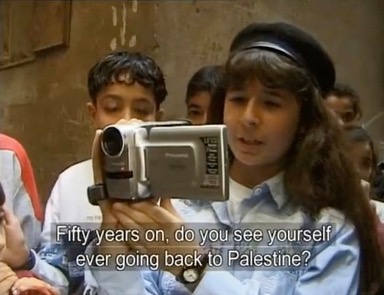 Panasonic
Fifty years on, do you see yourself
ever going back to Palestine?